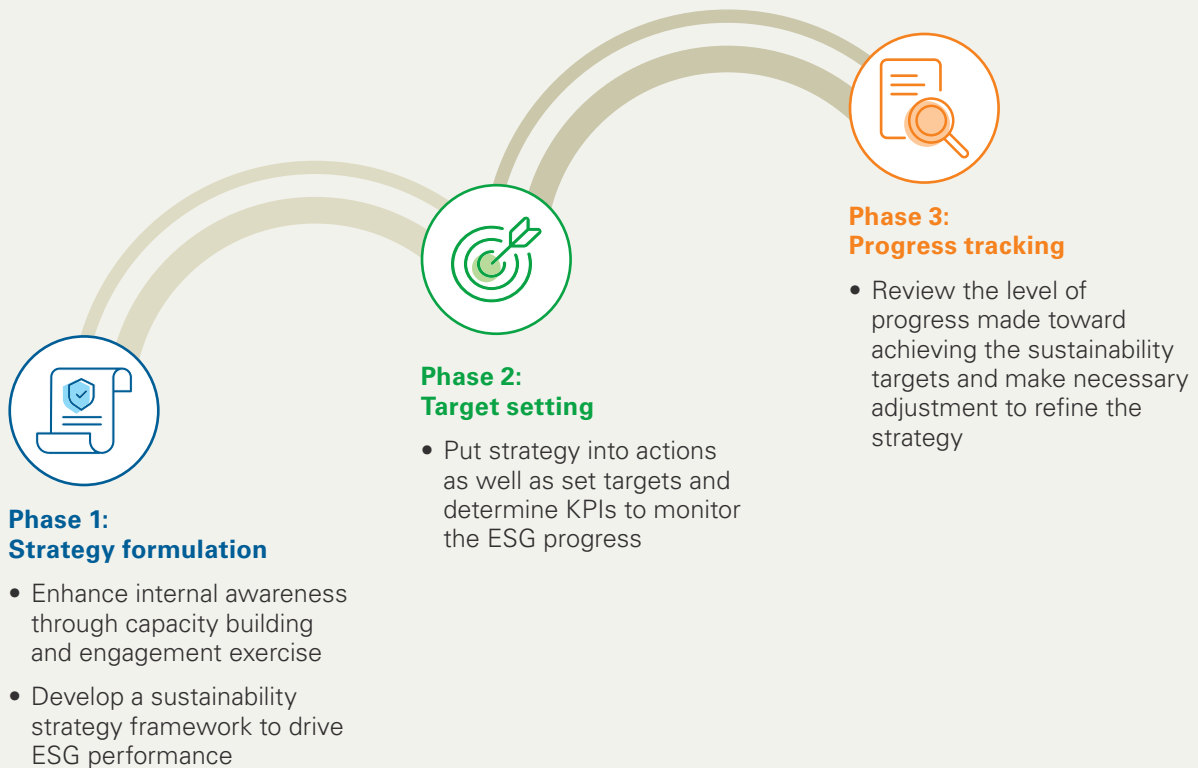 Phase 1:
Strategy formulation
• Enhance internal awareness
through capacity building
and engagement exercise
• Develop a sustainability
strategy framework to drive
ESG performance
Phase 2:
Target setting
• Put strategy into actions
as well as set targets and
determine KPIs to monitor
the ESG progress
Phase 3:
Progress tracking
• Review the level of
progress made toward
achieving the sustainability
targets and make necessary
adjustment to refine the
strategy